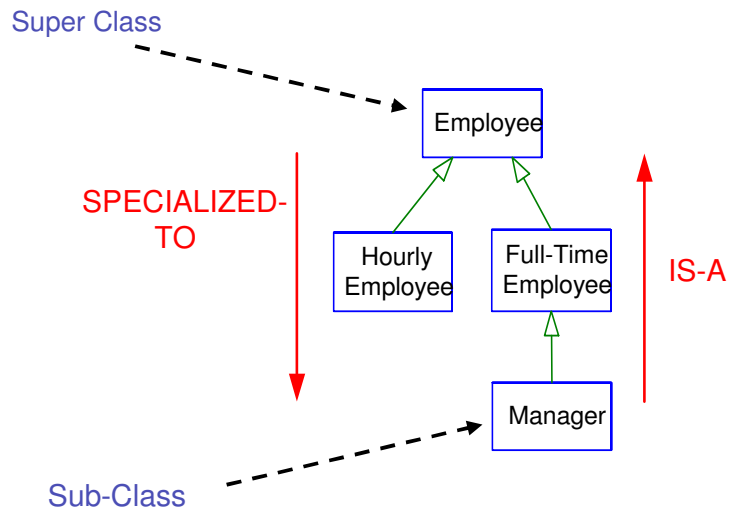 Super Class
Employee
SPECIALIZED-
TO
Hourly
Employee
Full-Time
Employee
IS-A
Manager
Sub-Class